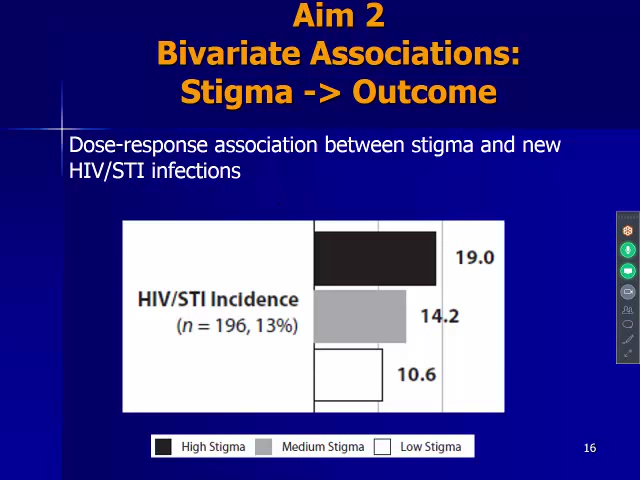 Aim 2
Bivariate Associations:
Stigma -> Outcome
Dose-response association between stigma and new
HIV/STI infections
19.0
HIV/STI Incidence
(n = 196, 13%)
14.2
10.6
High Stigma Medium Stigma Low Stigma
16